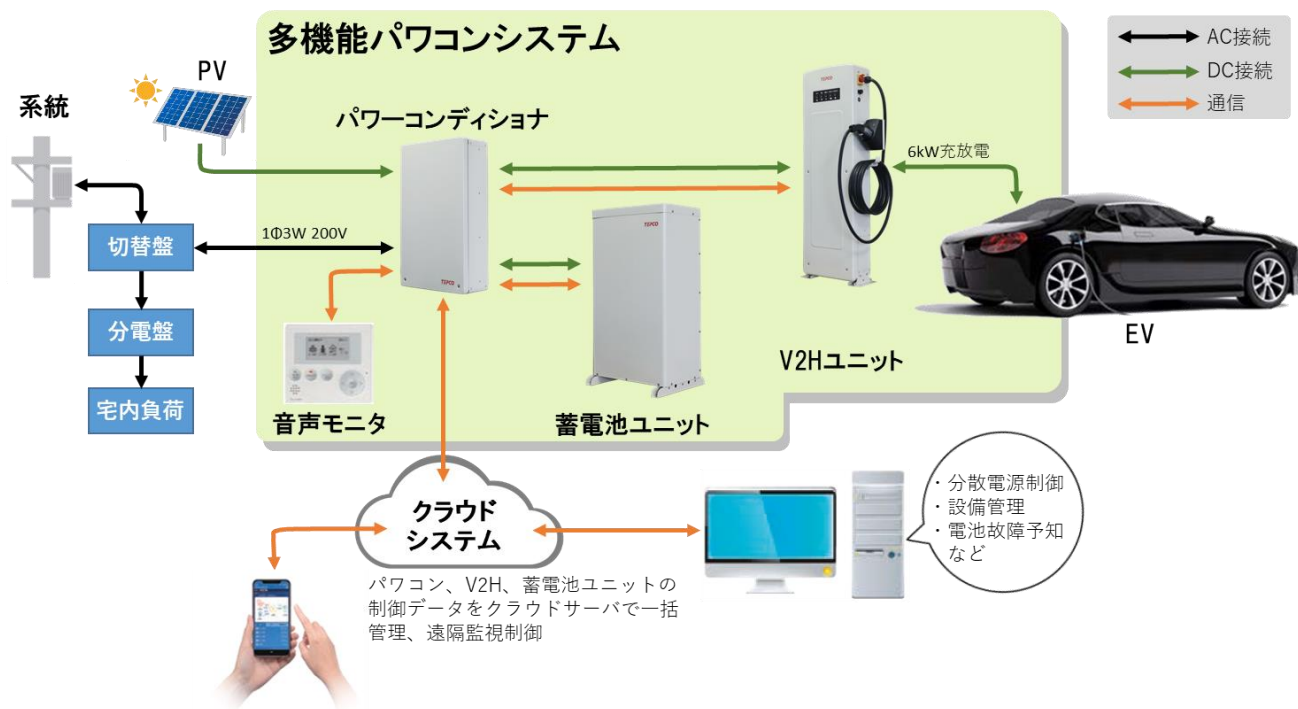 多機能パワコンシステム
AC接続
DC接続
通信
PV
系統
パワーコンディショナ
TEPCO
6kW充放電
切替盤
1Φ3W 200V
TEPCO
TEPCO
分電盤
EV
V2Hユニット
宅内負荷
音声モニタ
蓄電池ユニット
クラウド
システム
・分散電源制御
・設備管理
・電池故障予知
など
パワコン、V2H、蓄電池ユニットの
制御データをクラウドサーバで一括
管理、遠隔監視制御